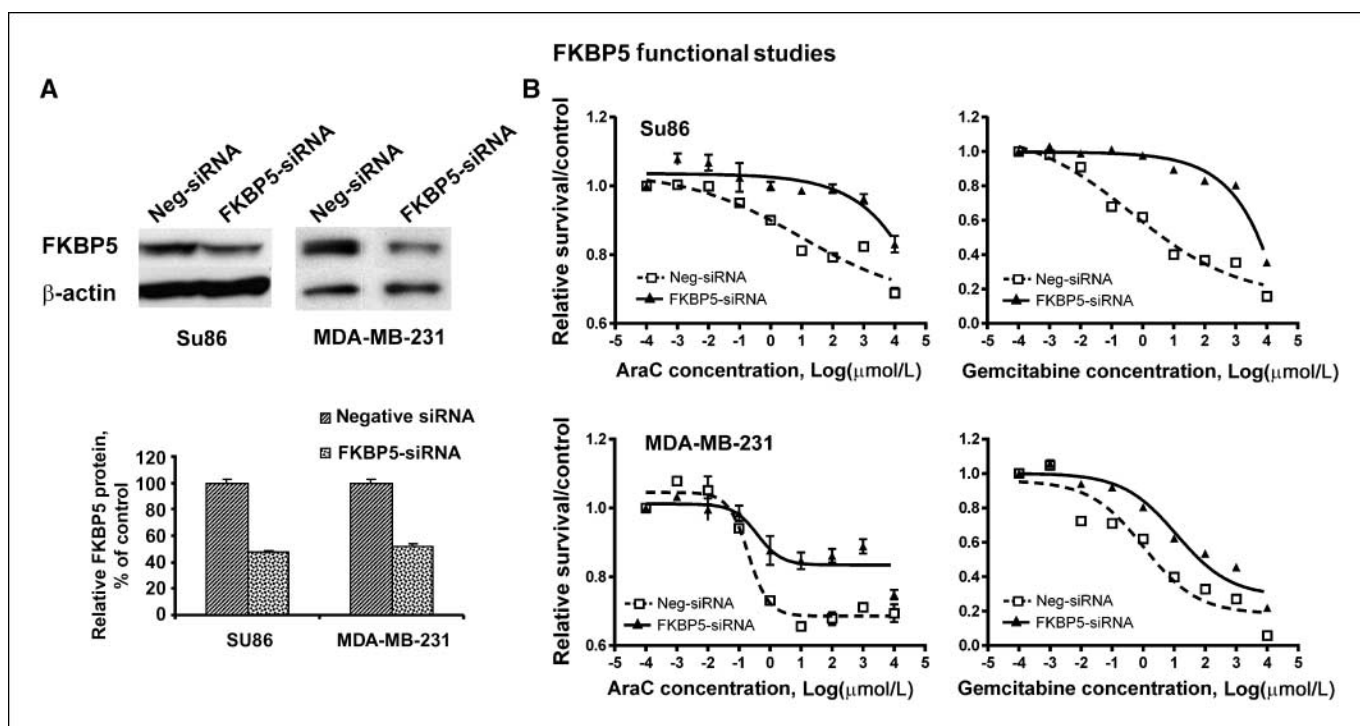 FKBP5 functional studies
A
Neg-siRNA
FKBP5-siRNA
Neg-siRNA
FKBP5-siRNA
FKBP5
β-actin
Su86
MDA-MB-231
Negative siRNA
FKBP5-siRNA
Relative FKBP5 protein,
% of control
120
100
80
60
40
20
0
SU86
MDA-MB-231
B
Su86
Relative survival/control
1.2
1.0
0.8
0.6
Neg-siRNA
FKBP5-siRNA
-5 -4 -3 -2 -1 0 1 2 3 4 5
AraC concentration, Log(μmol/L)
1.2
1.0
0.8
0.6
0.4
0.2
0.0
Neg-siRNA
FKBP5-siRNA
-5 -4 -3 -2 -1 0 1 2 3 4 5
Gemcitabine concentration, Log(μmol/L)
MDA-MB-231
Relative survival/control
1.2
1.0
0.8
0.6
Neg-siRNA
FKBP5-siRNA
-5 -4 -3 -2 -1 0 1 2 3 4 5
AraC concentration, Log(μmol/L)
1.2
1.0
0.8
0.6
0.4
0.2
0.0
Neg-siRNA
FKBP5-siRNA
-5 -4 -3 -2 -1 0 1 2 3 4 5
Gemcitabine concentration, Log(μmol/L)